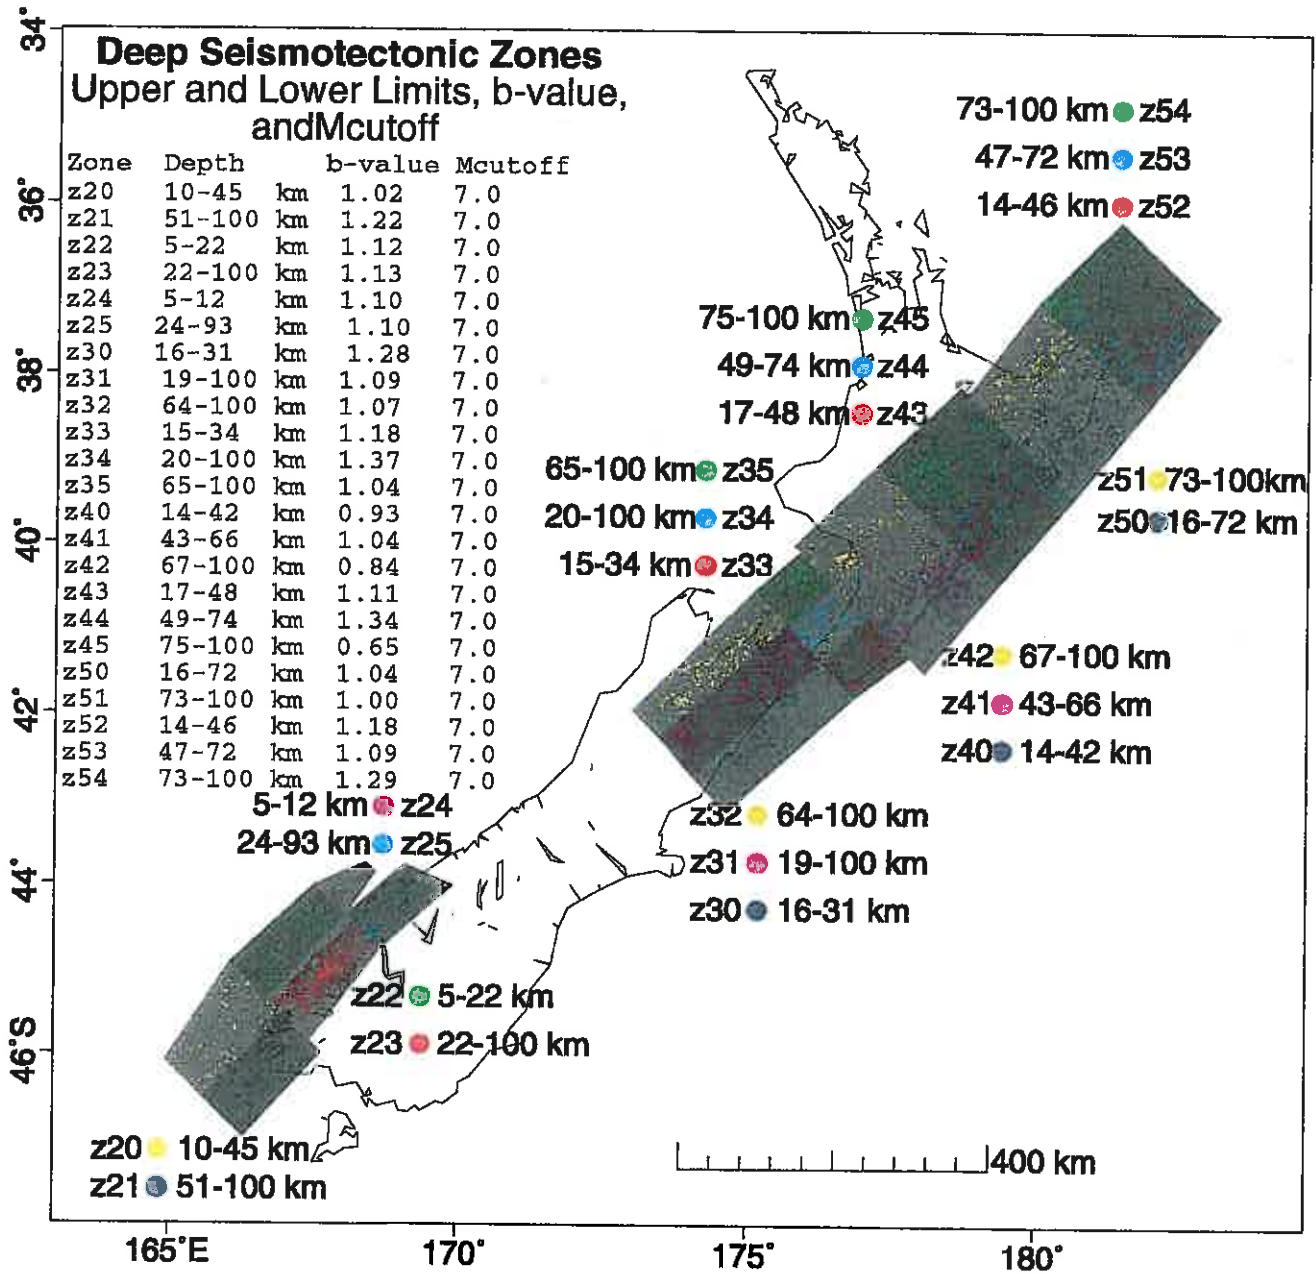 Deep Seismotectonic Zones
Upper and Lower Limits, b-value,
andMcutoff
Zone Depth b-value Mcutoff
z20 10-45 km 1.02 7.0
z21 51-100 km 1.22 7.0
z22 5-22 km 1.12 7.0
z23 22-100 km 1.13 7.0
z24 5-12 km 1.10 7.0
z25 24-93 km 1.10 7.0
z30 16-31 km 1.28 7.0
z31 19-100 km 1.09 7.0
z32 64-100 km 1.07 7.0
z33 15-34 km 1.18 7.0
z34 20-100 km 1.37 7.0
z35 65-100 km 1.04 7.0
z40 14-42 km 0.93 7.0
z41 43-66 km 1.04 7.0
z42 67-100 km 0.84 7.0
z43 17-48 km 1.11 7.0
z44 49-74 km 1.34 7.0
z45 75-100 km 0.65 7.0
z50 16-72 km 1.04 7.0
z51 73-100 km 1.00 7.0
z52 14-46 km 1.18 7.0
z53 47-72 km 1.09 7.0
z54 73-100 km 1.29 7.0
73-100 km z54
47-72 km z53
14-46 km z52
75-100 km z45
49-74 km z44
17-48 km z43
65-100 km z35
20-100 km z34
15-34 km z33
z51 73-100km
z50 16-72 km
z42 67-100 km
z41 43-66 km
z40 14-42 km
5-12 km z24
24-93 km z25
z32 64-100 km
z31 19-100 km
z30 16-31 km
z22 5-22 km
z23 22-100 km
z20 10-45 km
z21 51-100 km
400 km
34°
36°
38°
40°
42°
44°
46°S
165°E
170°
175°
180°